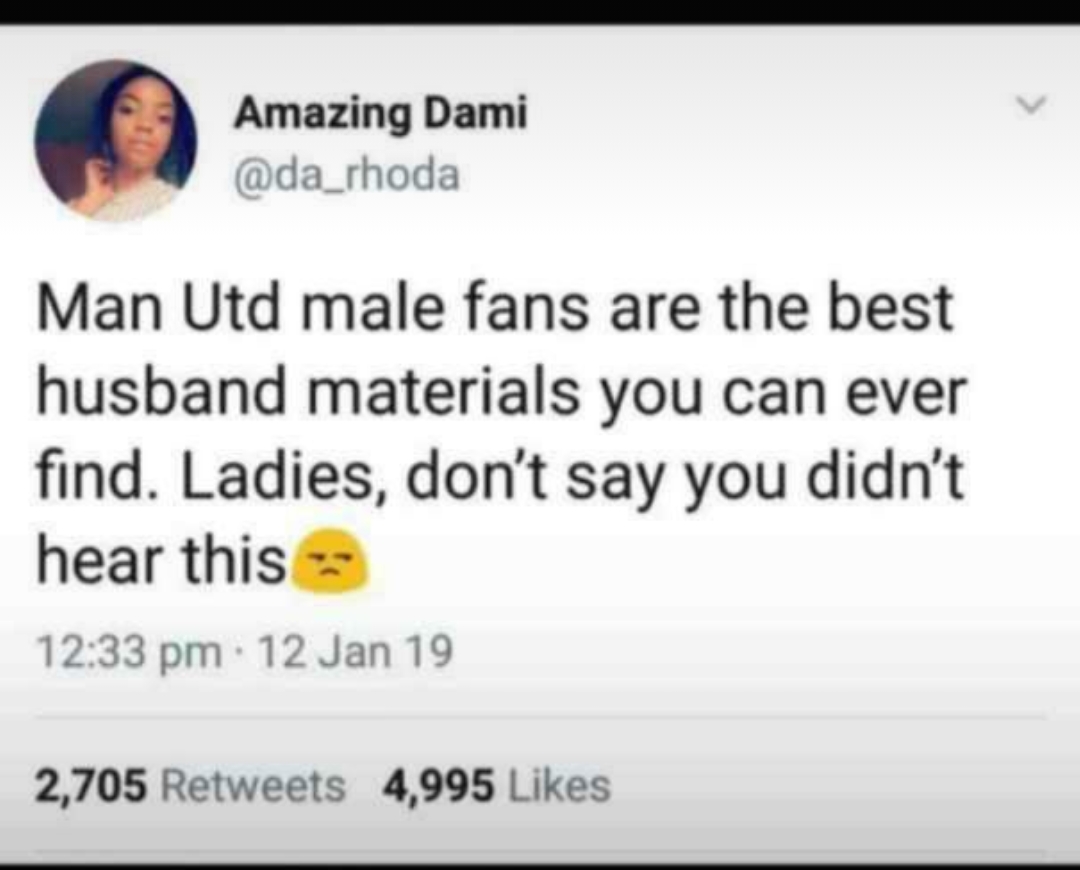 Amazing Dami
@da_rhoda
Man Utd male fans are the best
husband materials you can ever
find. Ladies, don’t say you didn’t
hear this😒
12:33 pm · 12 Jan 19
2,705 Retweets 4,995 Likes